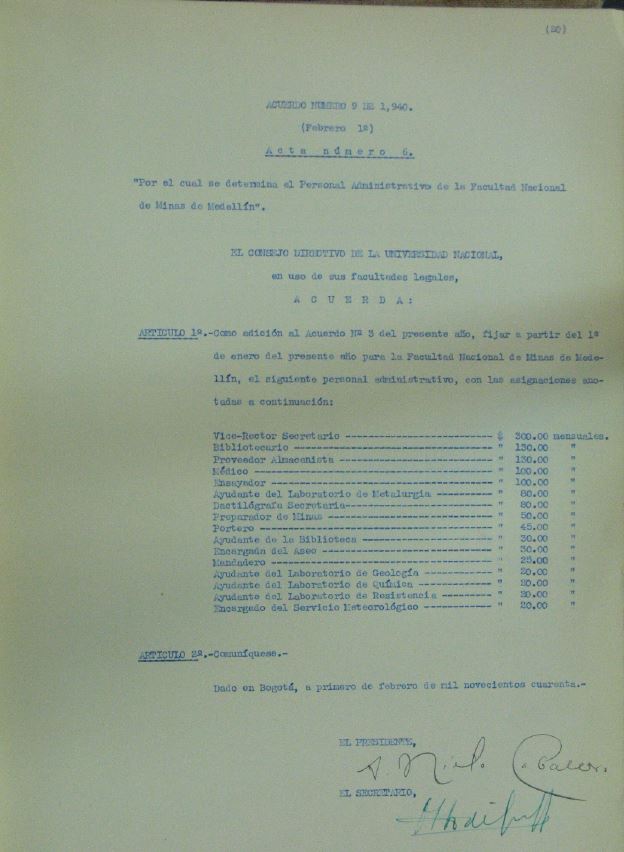 (20)
ACUERDO NUMERO 9 DE 1,940.
(Febrero 1º)
Acta número 6.
"Por el cual se determina el Personal Administrativo de la Facultad Nacional
de Minas de Medellín".
EL CONSEJO DIRECTIVO DE LA UNIVERSIDAD NACIONAL,
en uso de sus facultades legales,
A C U E R D A :
ARTICULO 1º.-Como adición al Acuerdo Nº 3 del presente año, fijar a partir del 1º
de enero del presente año para la Facultad Nacional de Minas de Mede-
llín, el siguiente personal administrativo, con las asignaciones ano-
tadas a continuación:
Vice-Rector Secretario ---------------------------- $ 300.00 mensuales.
Bibliotecario ------------------------------------- " 130.00 "
Proveedor Almacenista ----------------------------- " 130.00 "
Médico -------------------------------------------- " 100.00 "
Ensayador ----------------------------------------- " 100.00 "
Ayudante del Laboratorio de Metalurgia ---------- " 80.00 "
Dactilógrafa Secretaria---------------------------- " 80.00 "
Preparador de Minas ------------------------------- " 50.00 "
Portero ------------------------------------------- " 45.00 "
Ayudante de la Biblioteca ------------------------- " 30.00 "
Encargada del Aseo -------------------------------- " 30.00 "
Mandadero ----------------------------------------- " 25.00 "
Ayudante del Laboratorio de Geología ------------- " 20.00 "
Ayudante del Laboratorio de Química -------------- " 20.00 "
Ayudante del Laboratorio de Resistencia --------- " 20.00 "
Encargado del Servicio Meteorológico ------------ " 20.00 "
ARTICULO 2º.-Comuníquese.-
Dado en Bogotá, a primero de febrero de mil novecientos cuarenta.-
EL PRESIDENTE,
EL SECRETARIO,